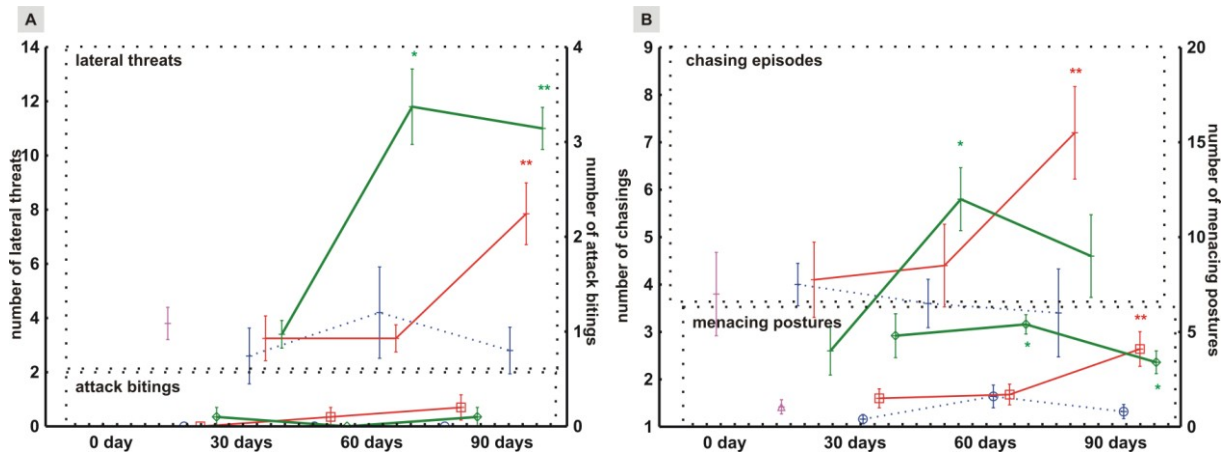 A
lateral threats
attack bitings
number of lateral threats
14
12
10
8
6
4
2
0
number of attack bitings
4
3
2
1
0
0 day 30 days 60 days 90 days
*
**
**
B
chasing episodes
menacing postures
number of chasings
9
8
7
6
5
4
3
2
1
number of menacing postures
20
15
10
5
0
0 day 30 days 60 days 90 days
*
**
*
**
*